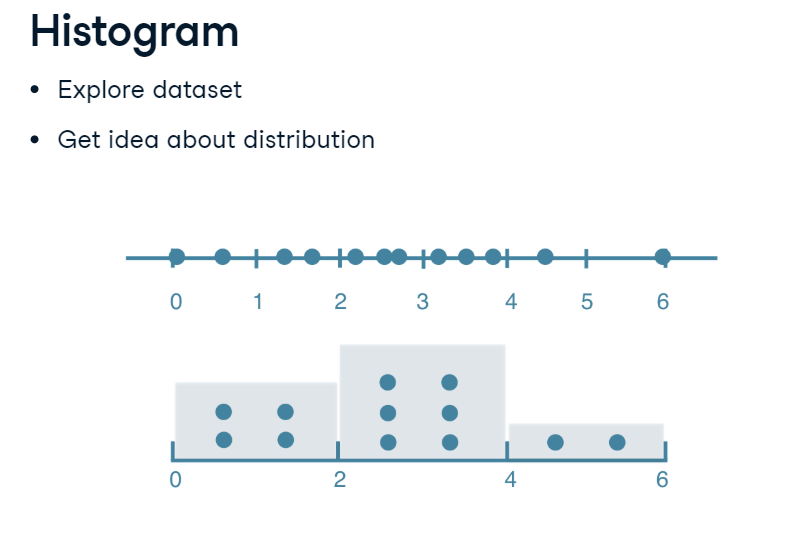 Histogram
• Explore dataset
• Get idea about distribution
0 1 2 3 4 5 6
0 2 4 6